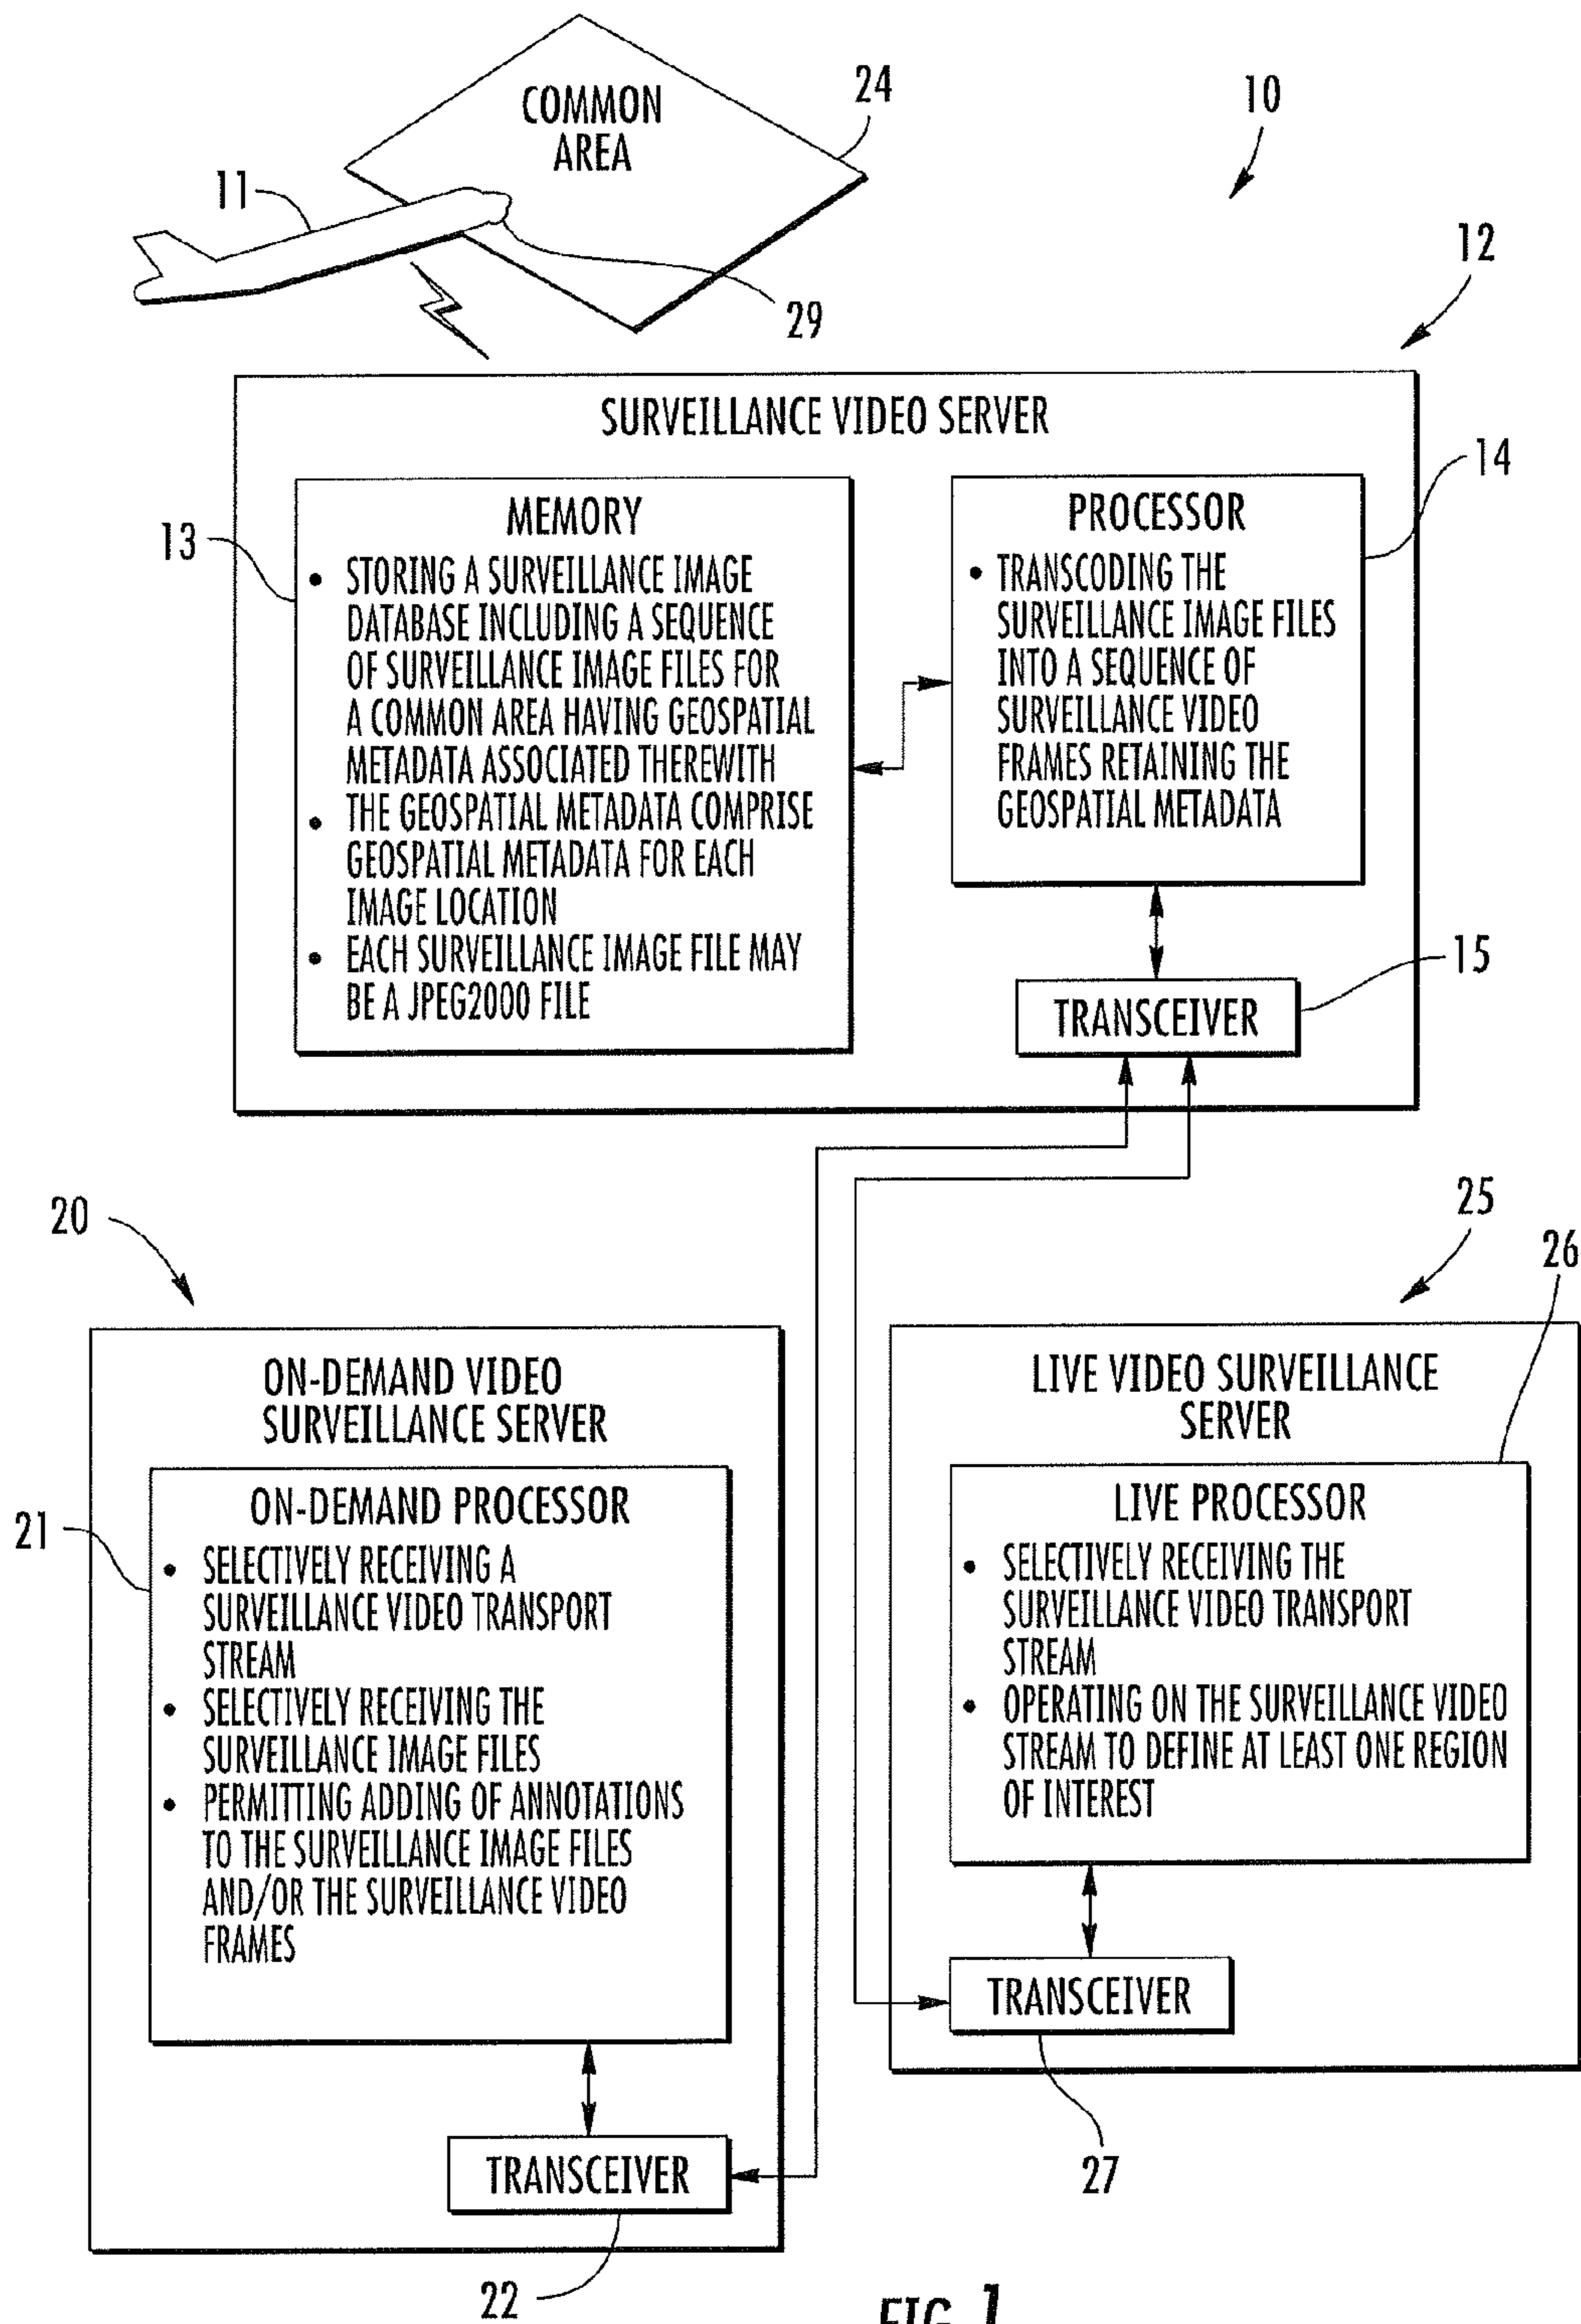 COMMON
AREA
24
10
11
29
12
SURVEILLANCE VIDEO SERVER
13
MEMORY
• STORING A SURVEILLANCE IMAGE
DATABASE INCLUDING A SEQUENCE
OF SURVEILLANCE IMAGE FILES FOR
A COMMON AREA HAVING GEOSPATIAL
METADATA ASSOCIATED THEREWITH
• THE GEOSPATIAL METADATA COMPRISE
GEOSPATIAL METADATA FOR EACH
IMAGE LOCATION
• EACH SURVEILLANCE IMAGE FILE MAY
BE A JPEG2000 FILE
14
PROCESSOR
• TRANSCODING THE
SURVEILLANCE IMAGE FILES
INTO A SEQUENCE OF
SURVEILLANCE VIDEO
FRAMES RETAINING THE
GEOSPATIAL METADATA
15
TRANSCEIVER
20
ON-DEMAND VIDEO
SURVEILLANCE SERVER
21
ON-DEMAND PROCESSOR
• SELECTIVELY RECEIVING A
SURVEILLANCE VIDEO TRANSPORT
STREAM
• SELECTIVELY RECEIVING THE
SURVEILLANCE IMAGE FILES
• PERMITTING ADDING OF ANNOTATIONS
TO THE SURVEILLANCE IMAGE FILES
AND/OR THE SURVEILLANCE VIDEO
FRAMES
TRANSCEIVER
22
25
26
LIVE VIDEO SURVEILLANCE
SERVER
LIVE PROCESSOR
• SELECTIVELY RECEIVING THE
SURVEILLANCE VIDEO TRANSPORT
STREAM
• OPERATING ON THE SURVEILLANCE VIDEO
STREAM TO DEFINE AT LEAST ONE REGION
OF INTEREST
TRANSCEIVER
27
FIG. 1